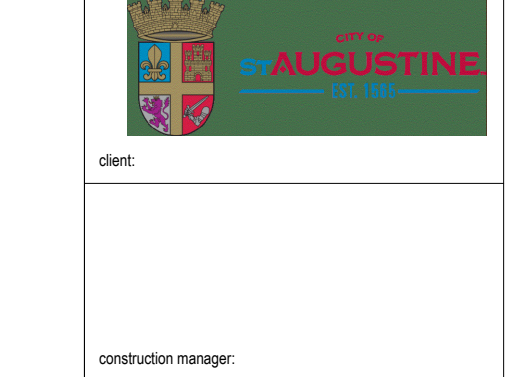 CITY OF
ST AUGUSTINE
EST. 1565
client:
construction manager: